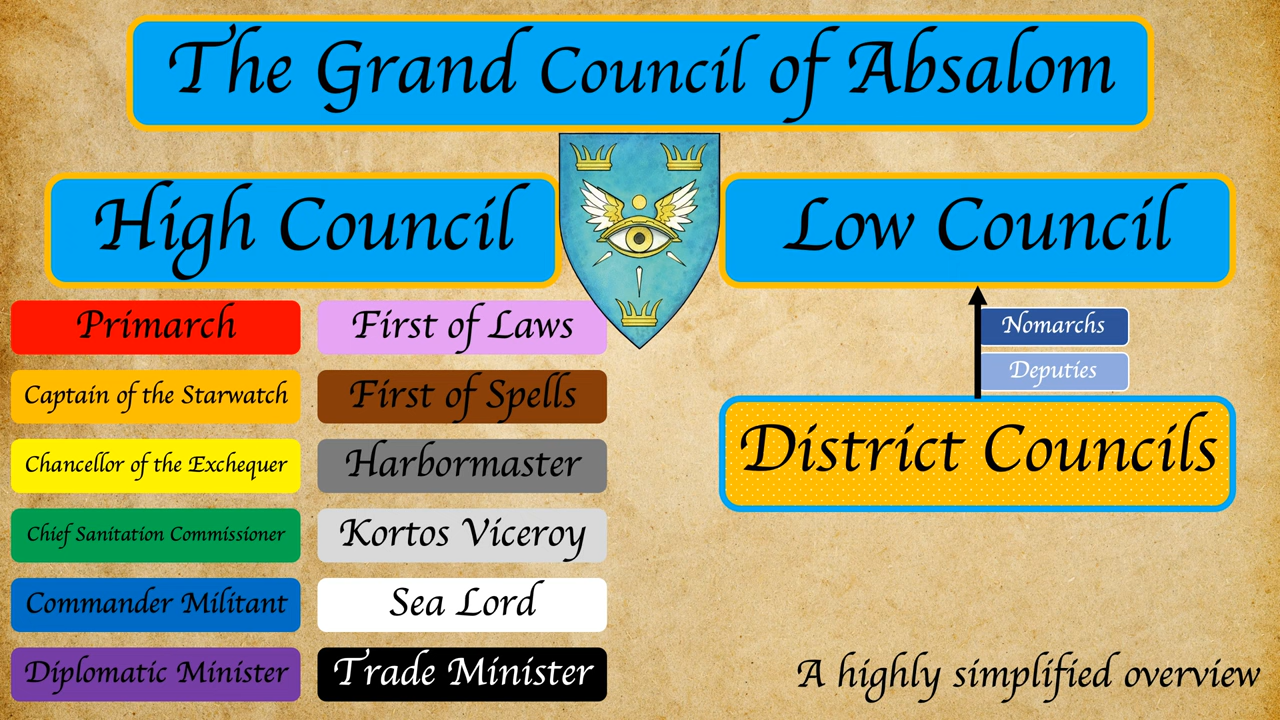 The Grand Council of Absalom
High Council
Low Council
Primarch
First of Laws
Captain of the Starwatch
First of Spells
Chancellor of the Exchequer
Harbormaster
Chief Sanitation Commissioner
Kortos Viceroy
Commander Militant
Sea Lord
Diplomatic Minister
Trade Minister
Nomarchs
Deputies
District Councils
A highly simplified overview